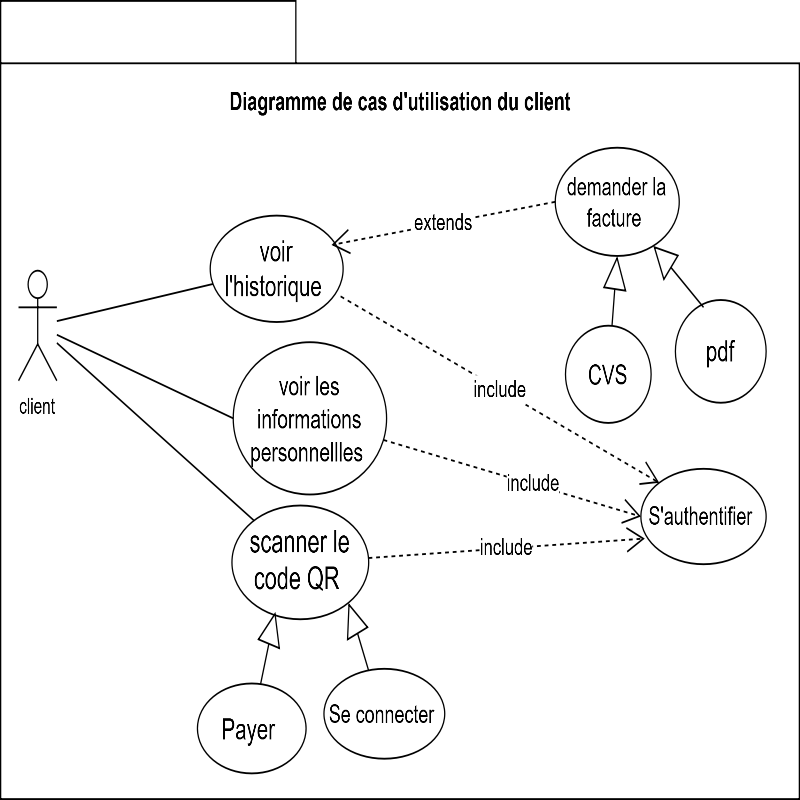 Diagramme de cas d'utilisation du client
demander la
facture
extends
voir
l'historique
pdf
CVS
include
client
voir les
informations
personnellles
include
S'authentifier
scanner le
code QR
include
Payer
Se connecter